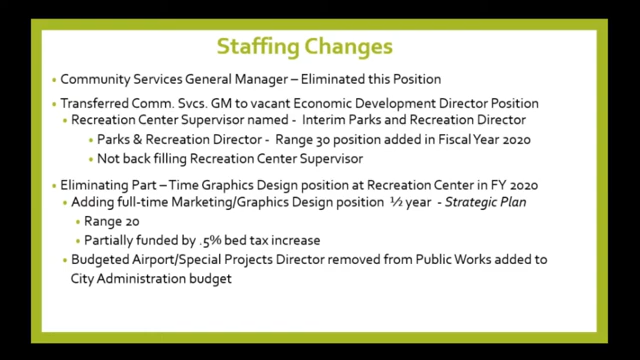 Staffing Changes
• Community Services General Manager – Eliminated this Position
• Transferred Comm. Svcs. GM to vacant Economic Development Director Position
• Recreation Center Supervisor named - Interim Parks and Recreation Director
• Parks & Recreation Director - Range 30 position added in Fiscal Year 2020
• Not back filling Recreation Center Supervisor
• Eliminating Part – Time Graphics Design position at Recreation Center in FY 2020
• Adding full-time Marketing/Graphics Design position ½ year - Strategic Plan
• Range 20
• Partially funded by .5% bed tax increase
• Budgeted Airport/Special Projects Director removed from Public Works added to
City Administration budget